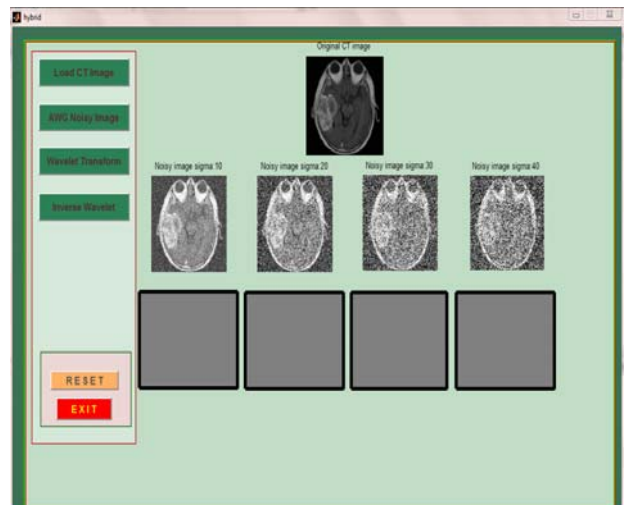 hybrid
Original CT image
Load CT Image
AWG Noisy Image
Wavelet Transform
Inverse Wavelet
Noisy image sigma:10
Noisy image sigma:20
Noisy image sigma:30
Noisy image sigma:40
RESET
EXIT